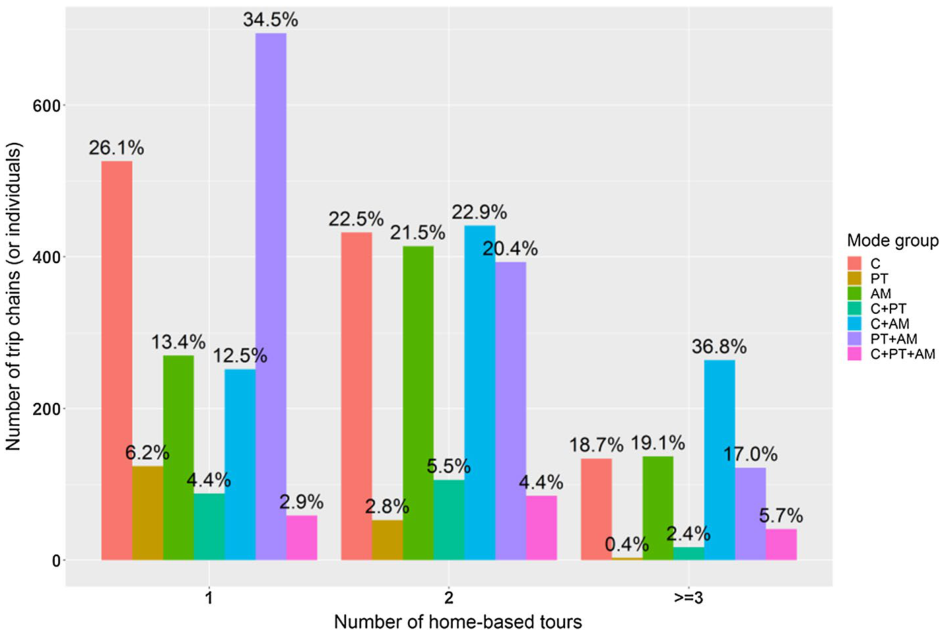 34.5%
600
26.1%
Number of trip chains (or individuals)
22.5%
21.5%
22.9%
400
20.4%
Mode group
C
PT
AM
C+PT
C+AM
PT+AM
C+PT+AM
13.4%
12.5%
36.8%
200
18.7%
19.1%
17.0%
6.2%
4.4%
2.9%
2.8%
5.5%
4.4%
0.4%
2.4%
5.7%
0
1
2
>=3
Number of home-based tours